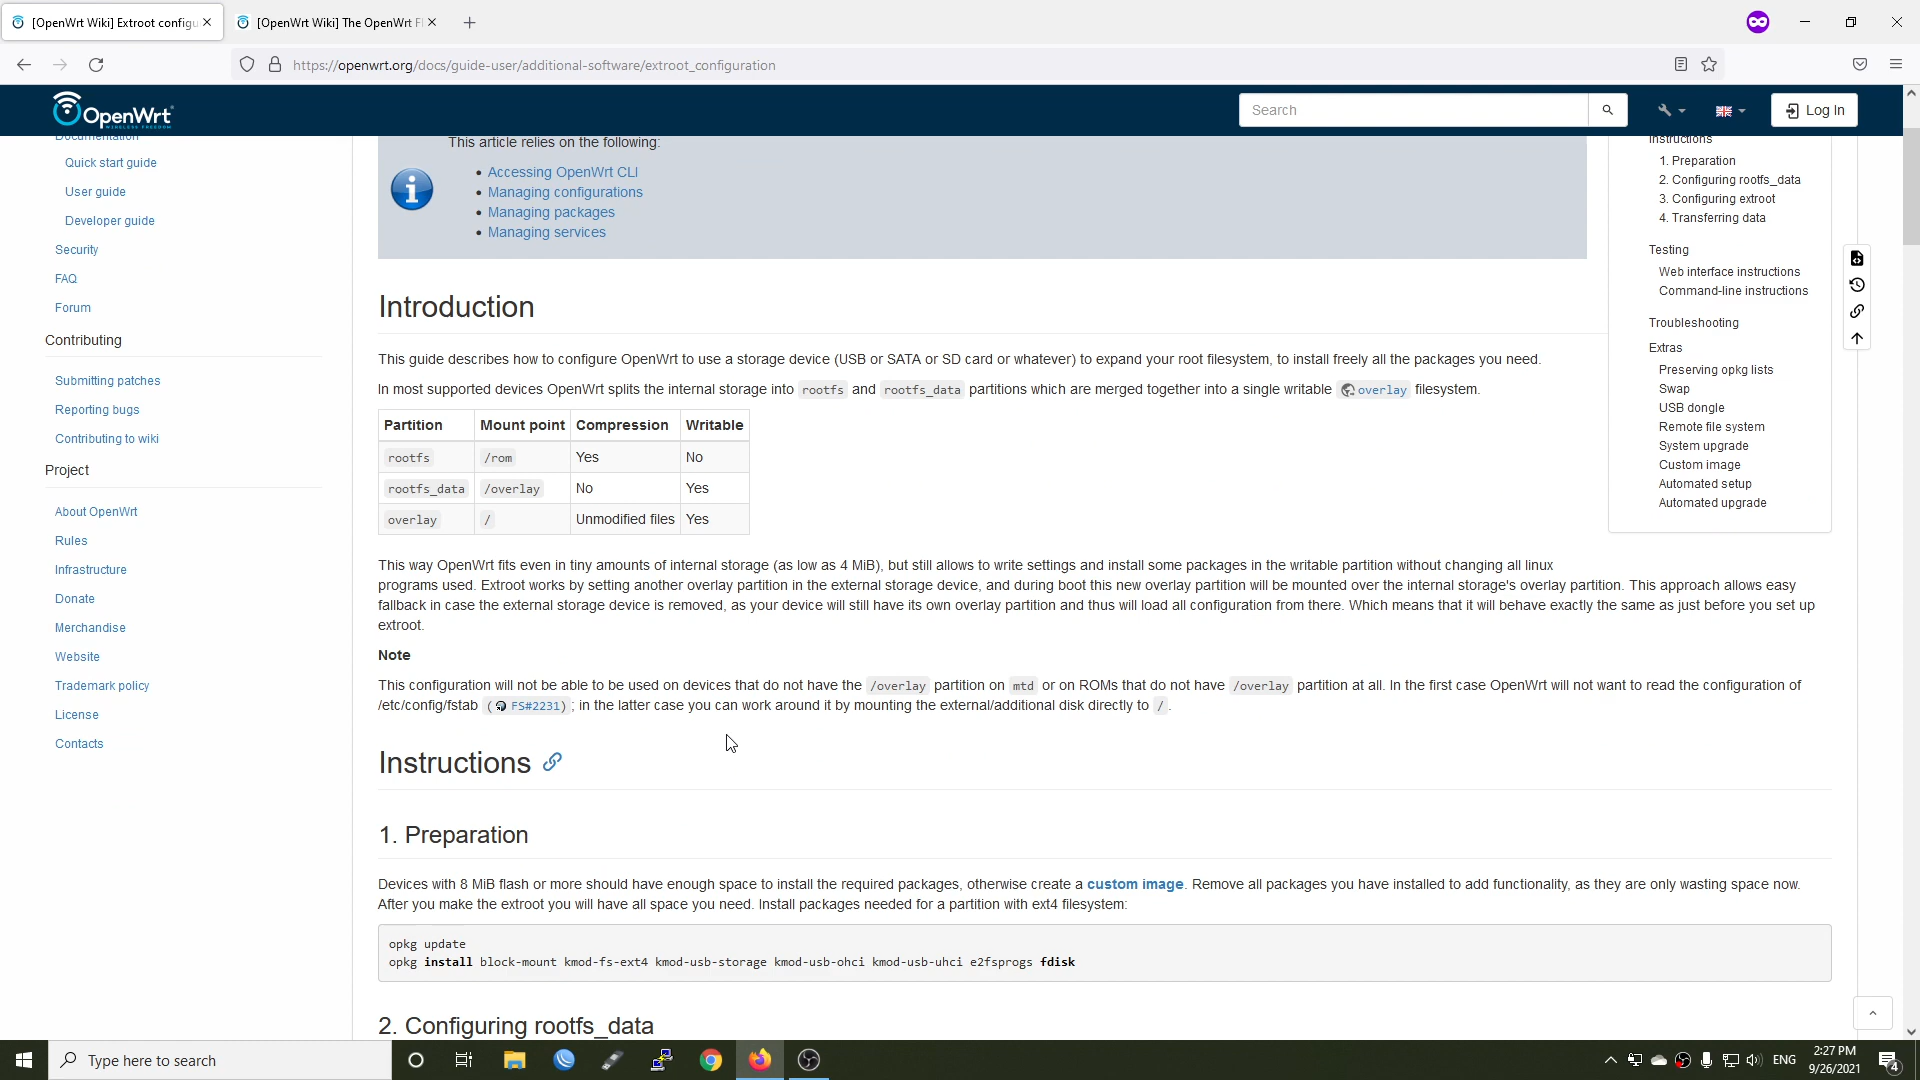 [OpenWrt Wiki] Extroot configu
[OpenWrt Wiki] The OpenWrt Fl
https://openwrt.org/docs/guide-user/additional-software/extroot_configuration
OpenWrt
WIRELESS FREEDOM
Search
Log In
Documentation
Quick start guide
User guide
Developer guide
Security
FAQ
Forum
Contributing
Submitting patches
Reporting bugs
Contributing to wiki
Project
About OpenWrt
Rules
Infrastructure
Donate
Merchandise
Website
Trademark policy
License
Contacts
This article relies on the following:
Accessing OpenWrt CLI
Managing configurations
Managing packages
Managing services
Introduction
This guide describes how to configure OpenWrt to use a storage device (USB or SATA or SD card or whatever) to expand your root filesystem, to install freely all the packages you need.
In most supported devices OpenWrt splits the internal storage into rootfs and rootfs_data partitions which are merged together into a single writable overlay filesystem.
Partition Mount point Compression Writable
rootfs /rom Yes No
rootfs_data /overlay No Yes
overlay / Unmodified files Yes
This way OpenWrt fits even in tiny amounts of internal storage (as low as 4 MiB), but still allows to write settings and install some packages in the writable partition without changing all linux
programs used. Extroot works by setting another overlay partition in the external storage device, and during boot this new overlay partition will be mounted over the internal storage's overlay partition. This approach allows easy
fallback in case the external storage device is removed, as your device will still have its own overlay partition and thus will load all configuration from there. Which means that it will behave exactly the same as just before you set up
extroot.
Note
This configuration will not be able to be used on devices that do not have the /overlay partition on mtd or on ROMs that do not have /overlay partition at all. In the first case OpenWrt will not want to read the configuration of
/etc/config/fstab ( FS#2231) ; in the latter case you can work around it by mounting the external/additional disk directly to / .
Instructions
1. Preparation
Devices with 8 MiB flash or more should have enough space to install the required packages, otherwise create a custom image. Remove all packages you have installed to add functionality, as they are only wasting space now.
After you make the extroot you will have all space you need. Install packages needed for a partition with ext4 filesystem:
opkg update
opkg install block-mount kmod-fs-ext4 kmod-usb-storage kmod-usb-ohci kmod-usb-uhci e2fsprogs fdisk
2. Configuring rootfs_data
Instructions
1. Preparation
2. Configuring rootfs_data
3. Configuring extroot
4. Transferring data
Testing
Web interface instructions
Command-line instructions
Troubleshooting
Extras
Preserving opkg lists
Swap
USB dongle
Remote file system
System upgrade
Custom image
Automated setup
Automated upgrade
Type here to search
ENG
2:27 PM
9/26/2021
4